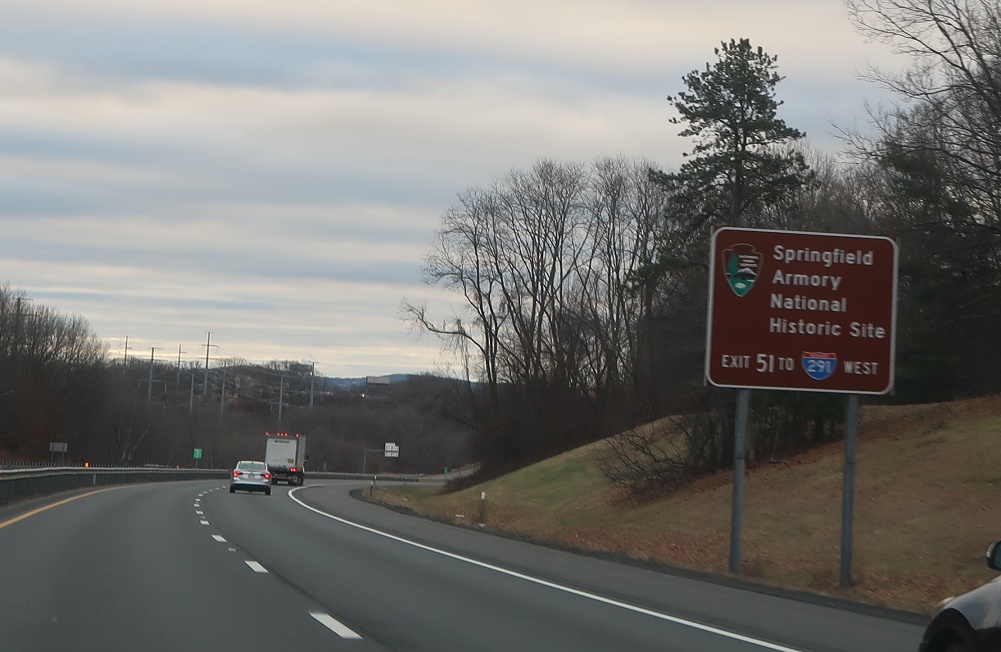 Springfield
Armory
National
Historic Site
EXIT 51 TO 291 WEST